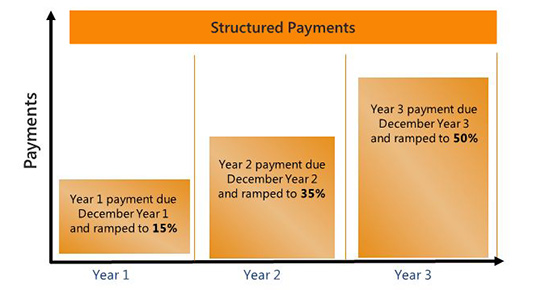 Structured Payments
Payments
Year 1 payment due
December Year 1
and ramped to 15%
Year 2 payment due
December Year 2
and ramped to 35%
Year 3 payment due
December Year 3
and ramped to 50%
Year 1
Year 2
Year 3